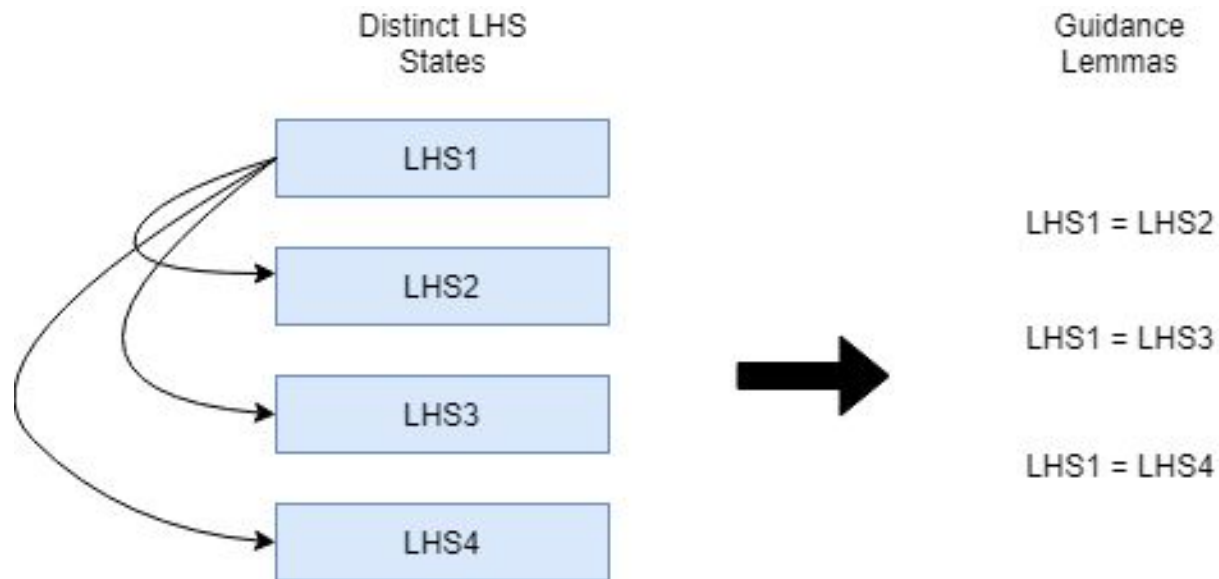 Distinct LHS
States
Guidance
Lemmas
LHS1
LHS2
LHS3
LHS4
LHS1 = LHS2
LHS1 = LHS3
LHS1 = LHS4